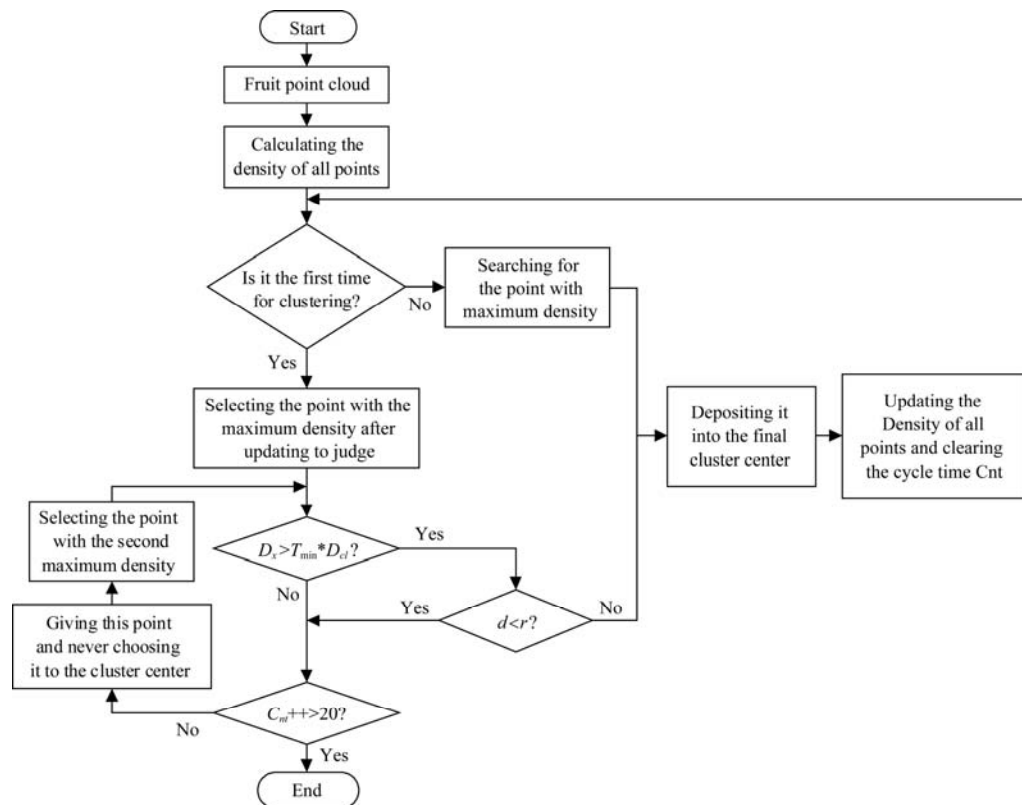 Start
Fruit point cloud
Calculating the
density of all points
Is it the first time
for clustering?
No
Searching for
the point with
maximum density
Yes
Selecting the point with the
maximum density after
updating to judge
Depositing it
into the final
cluster center
Updating the
Density of all
points and clearing
the cycle time Cnt
Selecting the point
with the second
maximum density
Dx>Tmin*Dcl?
Yes
No
Yes
d<r?
No
Giving this point
and never choosing
it to the cluster center
No
Cnt++>20?
Yes
End